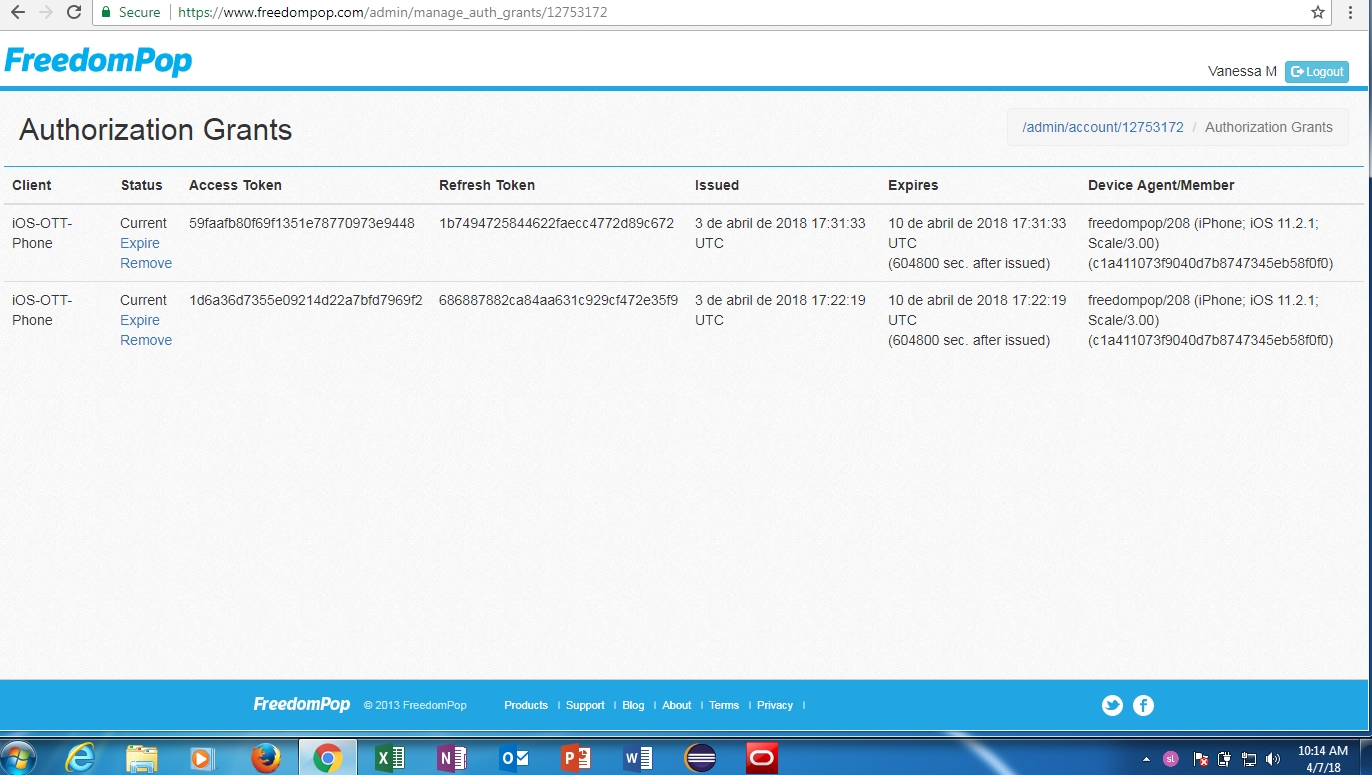 Secure https://www.freedompop.com/admin/manage_auth_grants/12753172
FreedomPop
Vanessa M Logout
Authorization Grants
/admin/account/12753172 / Authorization Grants
Client Status Access Token Refresh Token Issued Expires Device Agent/Member
iOS-OTT- Current 59faafb80f69f1351e78770973e9448 1b7494725844622faecc4772d89c672 3 de abril de 2018 17:31:33 10 de abril de 2018 17:31:33 freedompop/208 (iPhone; iOS 11.2.1;
Phone Expire UTC UTC Scale/3.00)
Remove (604800 sec. after issued) (c1a411073f9040d7b8747345eb58f0f0)
iOS-OTT- Current 1d6a36d7355e09214d22a7bfd7969f2 686887882ca84aa631c929cf472e35f9 3 de abril de 2018 17:22:19 10 de abril de 2018 17:22:19 freedompop/208 (iPhone; iOS 11.2.1;
Phone Expire UTC UTC Scale/3.00)
Remove (604800 sec. after issued) (c1a411073f9040d7b8747345eb58f0f0)
FreedomPop © 2013 FreedomPop Products | Support | Blog | About | Terms | Privacy |
10:14 AM
4/7/18